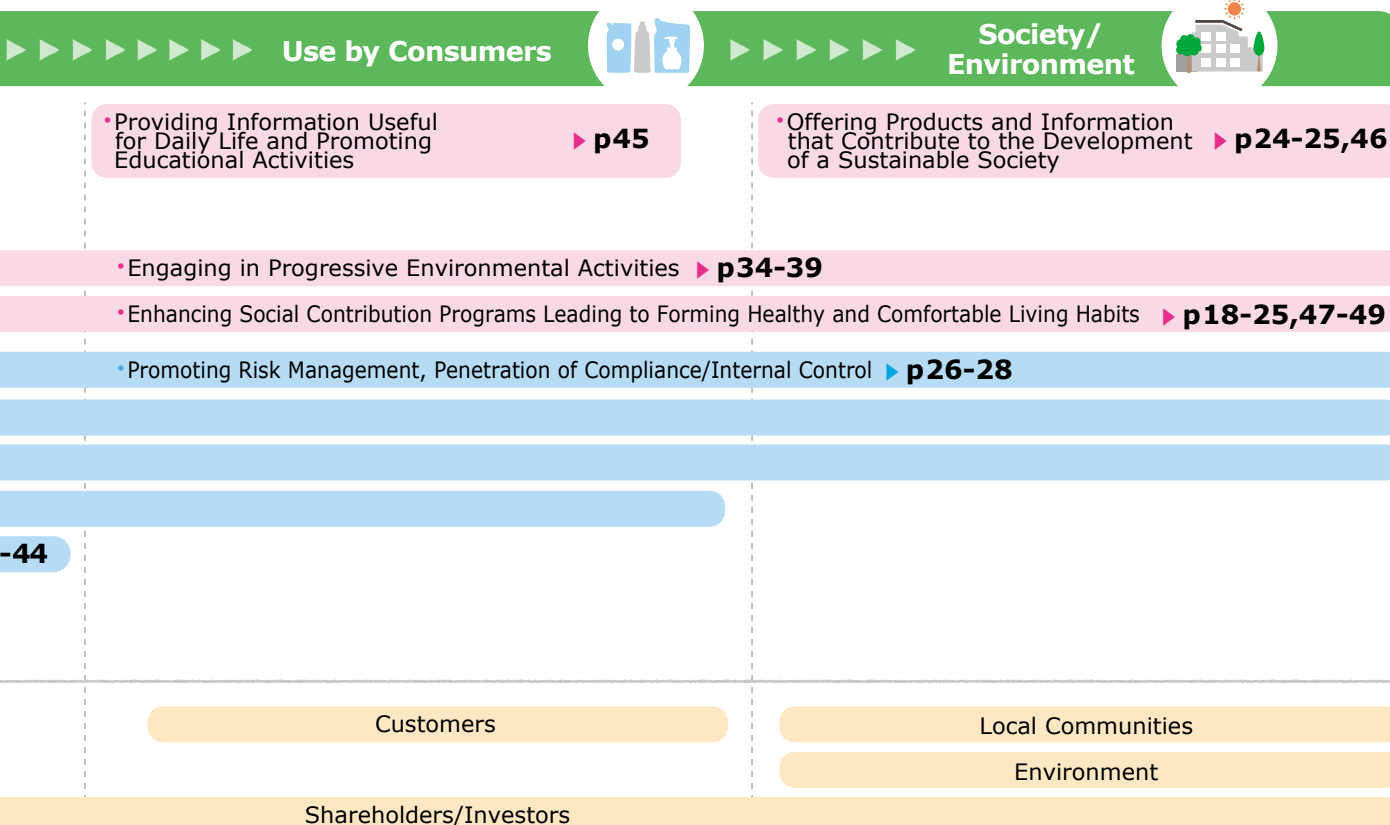 Use by Consumers
Society/
Environment
•Providing Information Useful
for Daily Life and Promoting
Educational Activities
▶ p45
•Offering Products and Information
that Contribute to the Development
of a Sustainable Society
▶ p24-25,46
•Engaging in Progressive Environmental Activities ▶ p34-39
•Enhancing Social Contribution Programs Leading to Forming Healthy and Comfortable Living Habits ▶ p18-25,47-49
•Promoting Risk Management, Penetration of Compliance/Internal Control ▶ p26-28
-44
Customers
Local Communities
Environment
Shareholders/Investors